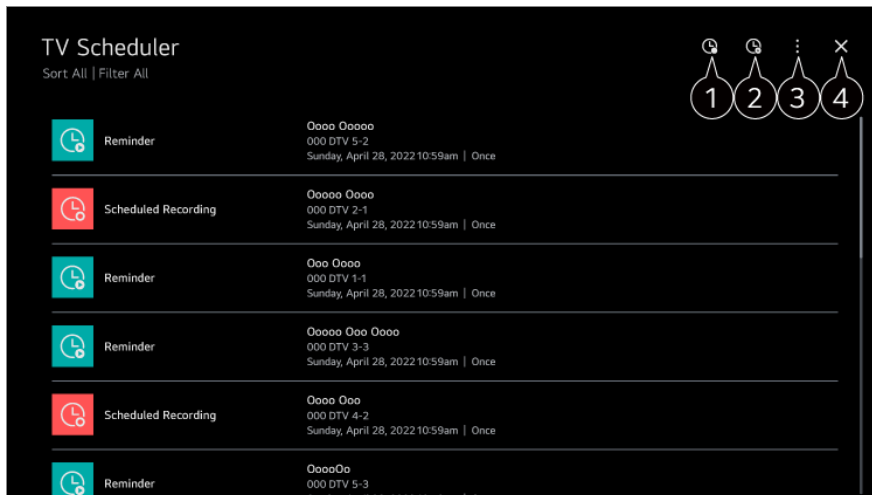 TV Scheduler
Sort All | Filter All
1 2 3 4
Reminder
Oooo Ooooo
000 DTV 5-2
Sunday, April 28, 2022 10:59am | Once
Scheduled Recording
Ooooo Oooo
000 DTV 2-1
Sunday, April 28, 2022 10:59am | Once
Reminder
Ooo Oooo
000 DTV 1-1
Sunday, April 28, 2022 10:59am | Once
Reminder
Ooooo Ooo Oooo
000 DTV 3-3
Sunday, April 28, 2022 10:59am | Once
Scheduled Recording
Oooo Ooo
000 DTV 4-2
Sunday, April 28, 2022 10:59am | Once
Reminder
OoooOo
000 DTV 5-3